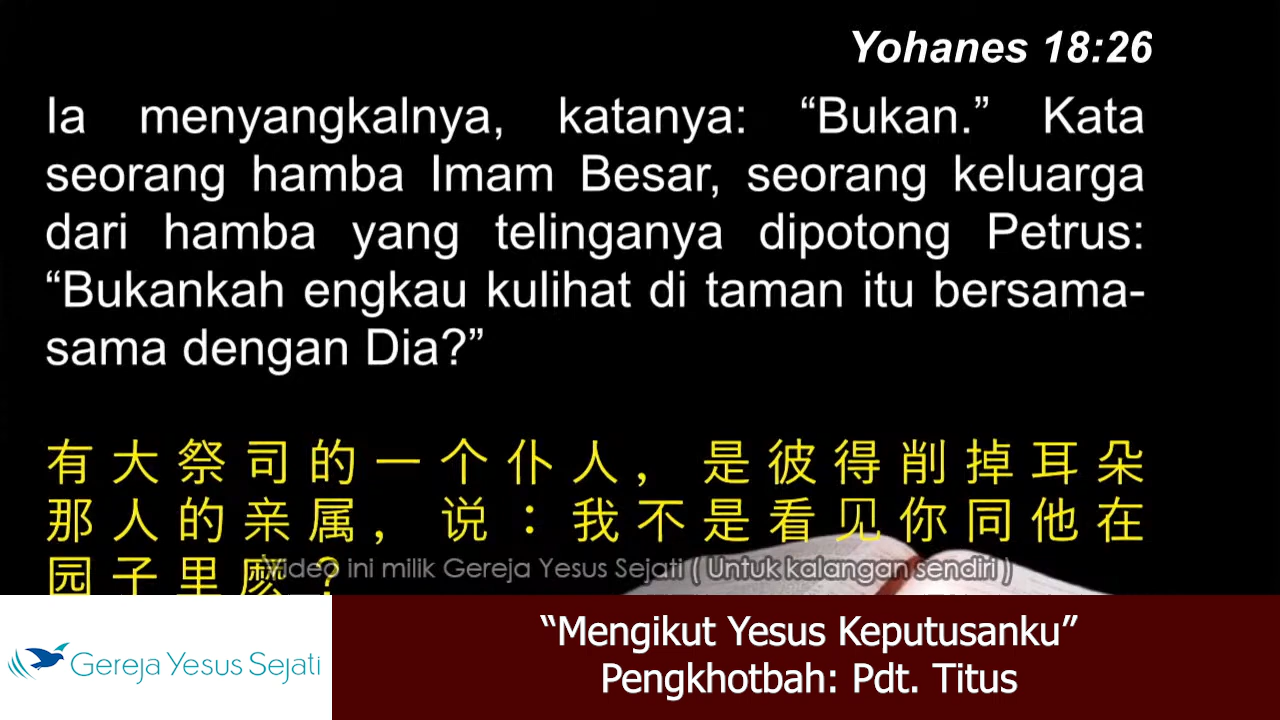 Yohanes 18:26
Ia menyangkalnya, katanya: “Bukan.” Kata
seorang hamba Imam Besar, seorang keluarga
dari hamba yang telinganya dipotong Petrus:
“Bukankah engkau kulihat di taman itu bersama-
sama dengan Dia?”
有大祭司的一个仆人，是彼得削掉耳朵
那人的亲属，说：我不是看见你同他在
园子里麽？
Video ini milik Gereja Yesus Sejati ( Untuk kalangan sendiri )
“Mengikut Yesus Keputusanku”
Pengkhotbah: Pdt. Titus
Gereja Yesus Sejati